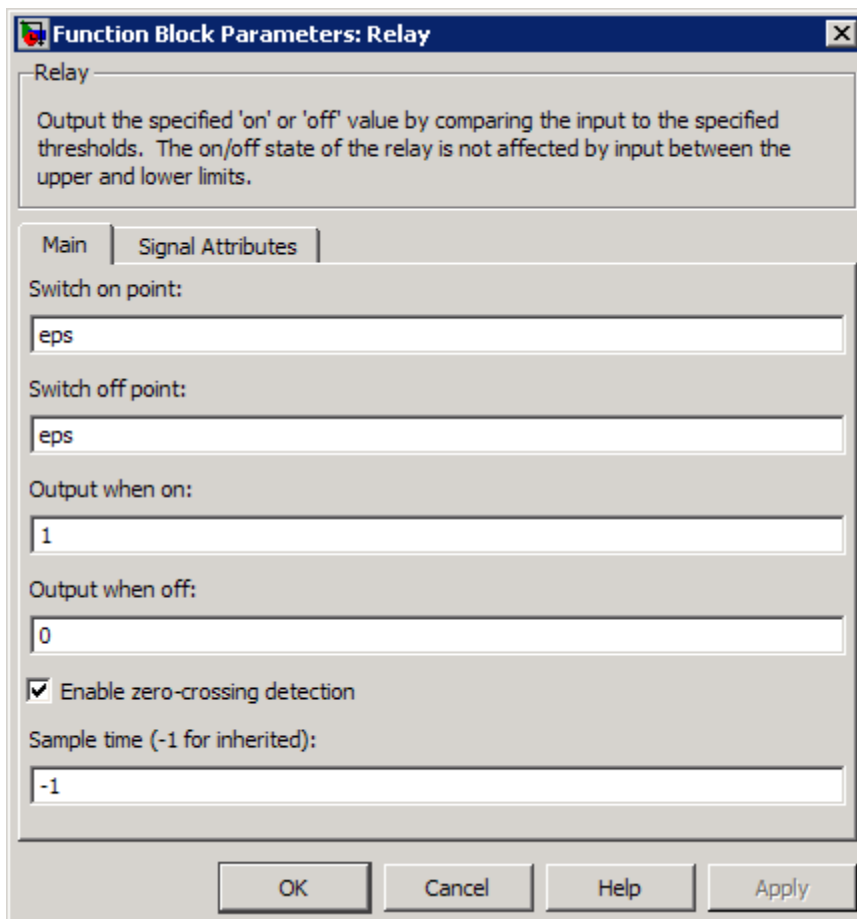 Function Block Parameters: Relay
Relay
Output the specified 'on' or 'off' value by comparing the input to the specified
thresholds. The on/off state of the relay is not affected by input between the
upper and lower limits.
Main
Signal Attributes
Switch on point:
eps
Switch off point:
eps
Output when on:
1
Output when off:
0
Enable zero-crossing detection
Sample time (-1 for inherited):
-1
OK
Cancel
Help
Apply